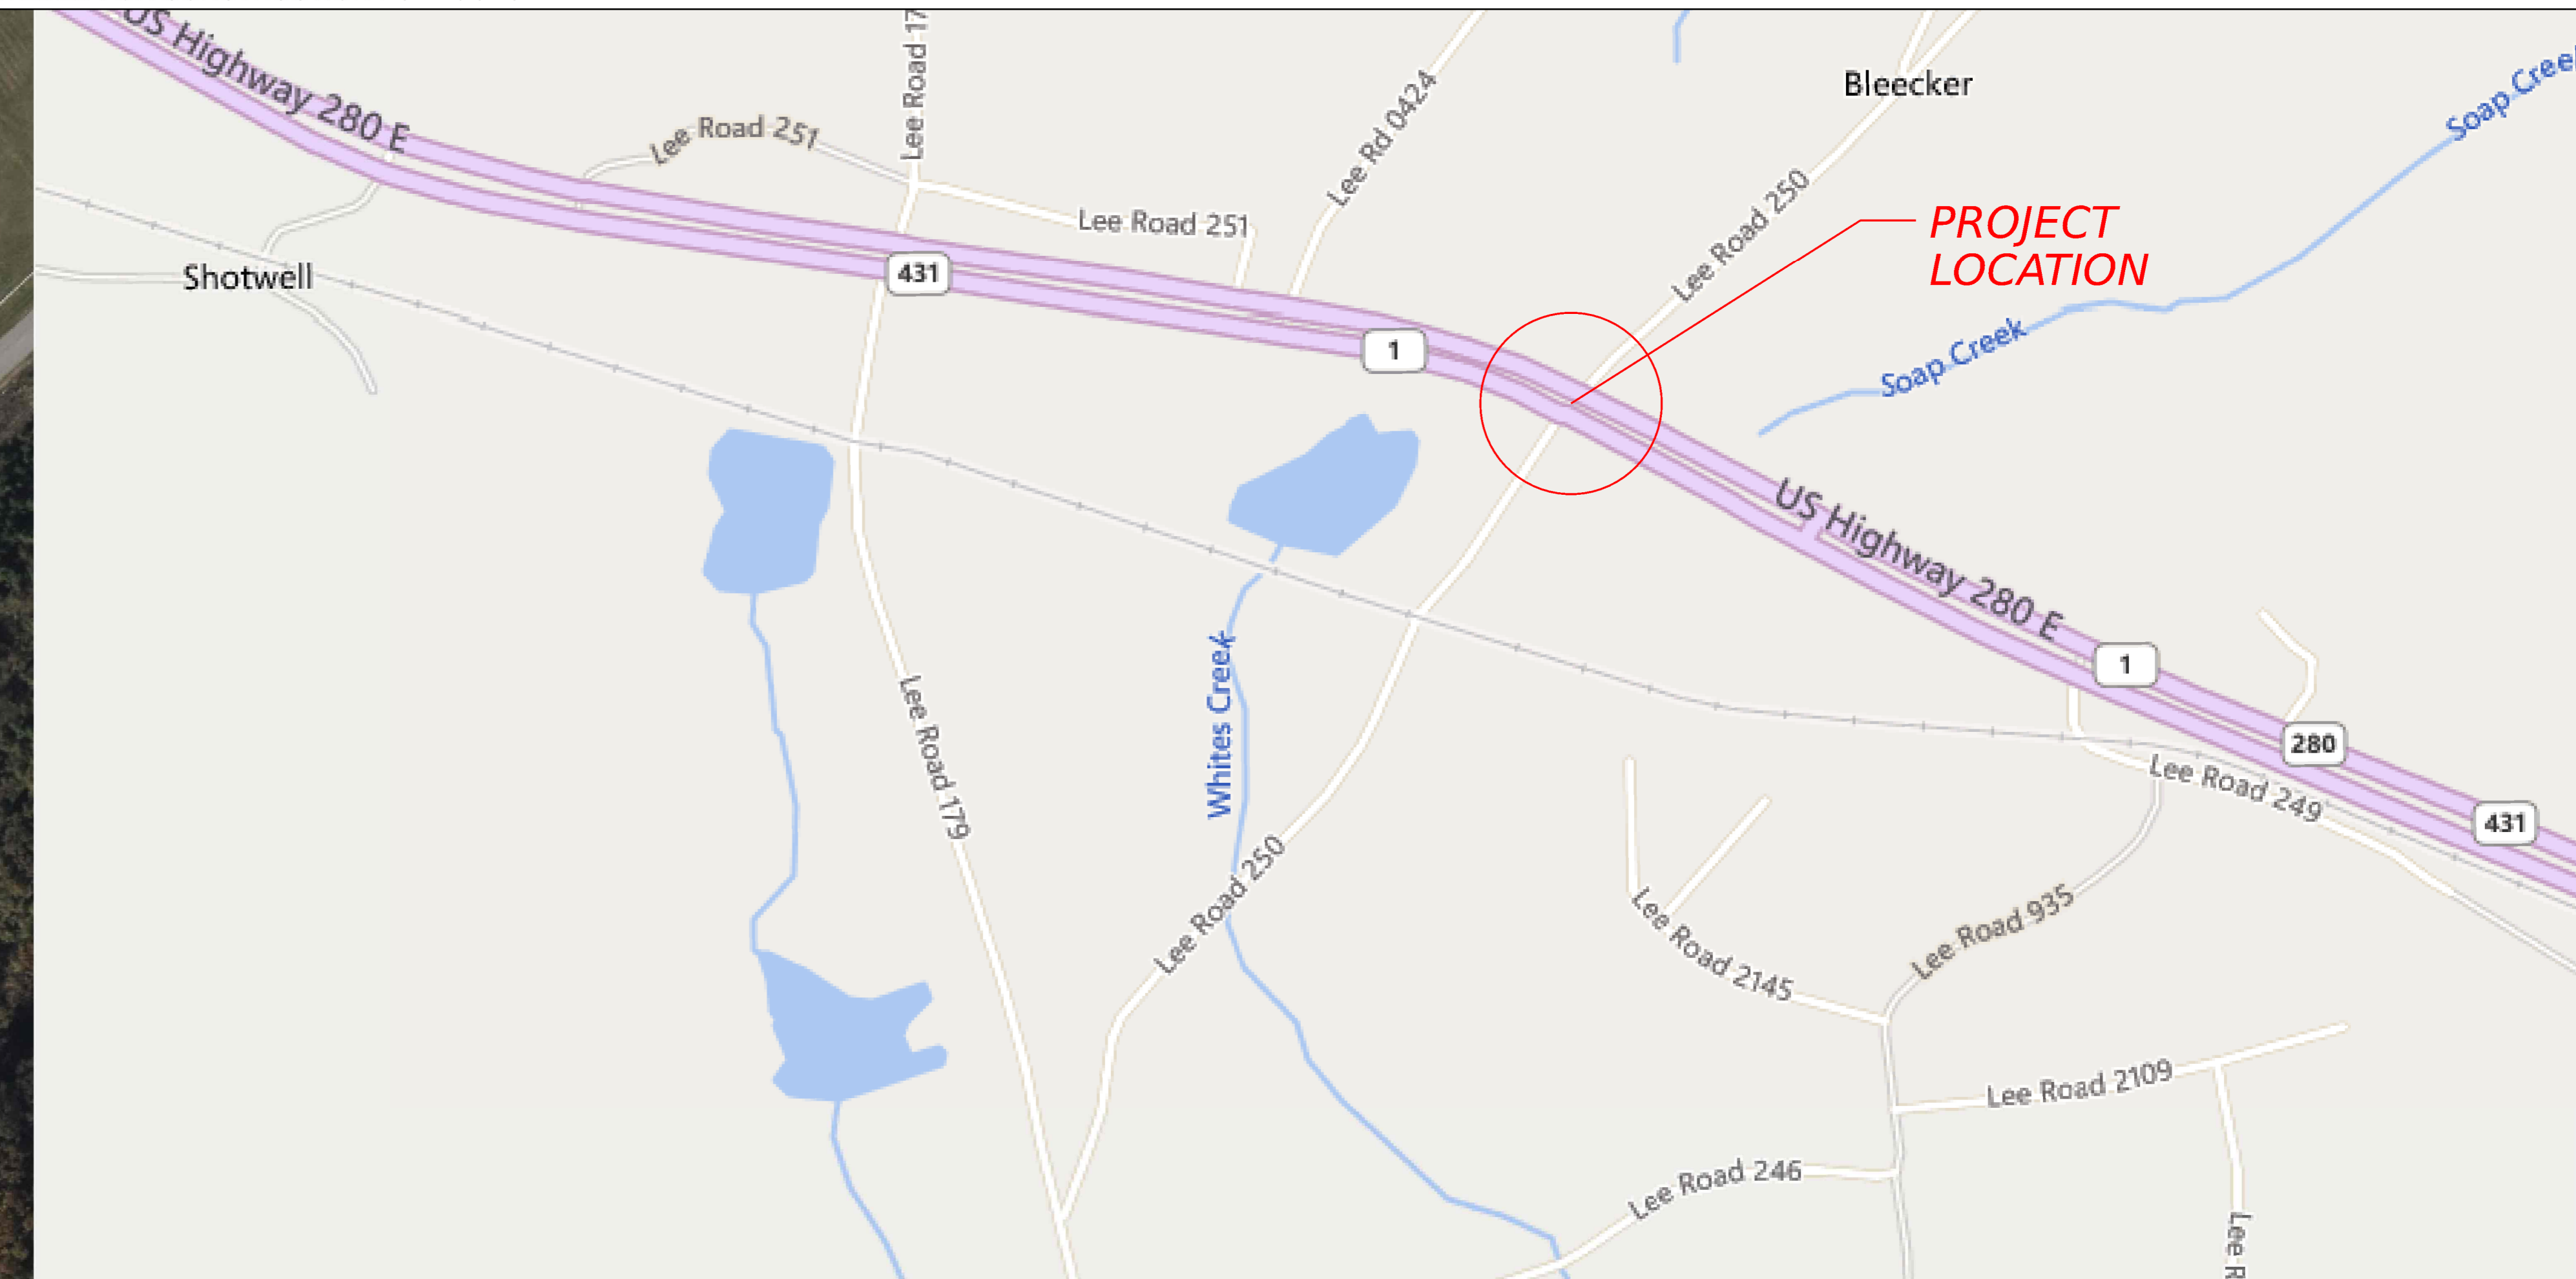 US Highway 280 E
Lee Road 17
Lee Rd 0424
Bleecker
Soap Cree
Lee Road 251
Lee Road 251
Lee Road 250
PROJECT
LOCATION
Shotwell
431
1
Soap Creek
US Highway 280 E
1
280
431
Whites Creek
Lee Road 179
Lee Road 249
Lee Road 250
Lee Road 935
Lee Road 2145
Lee Road 2109
Lee Road 246
Lee R